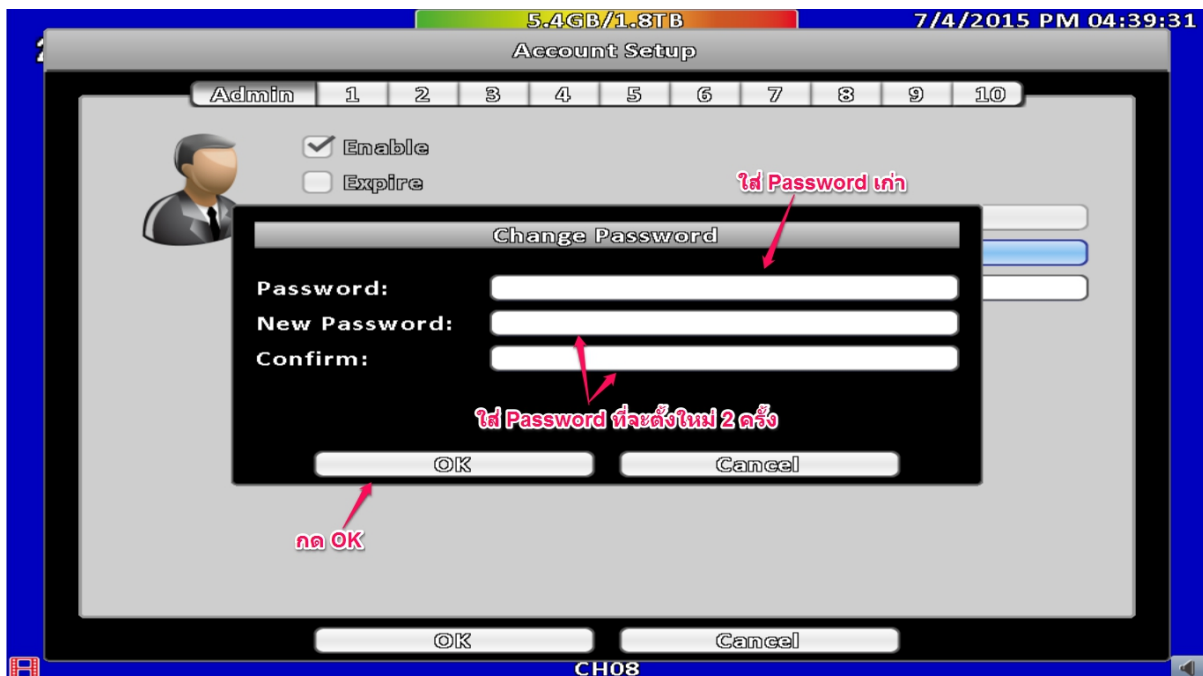 5.4GB/1.8TB 7/4/2015 PM 04:39:31
Account Setup
Admin 1 2 3 4 5 6 7 8 9 10
Enable
Expire
ใส่ Password เก่า
Change Password
Password:
New Password:
Confirm:
ใส่ Password ที่จะตั้งใหม่ 2 ครั้ง
OK Cancel
กด OK
OK Cancel
CH08